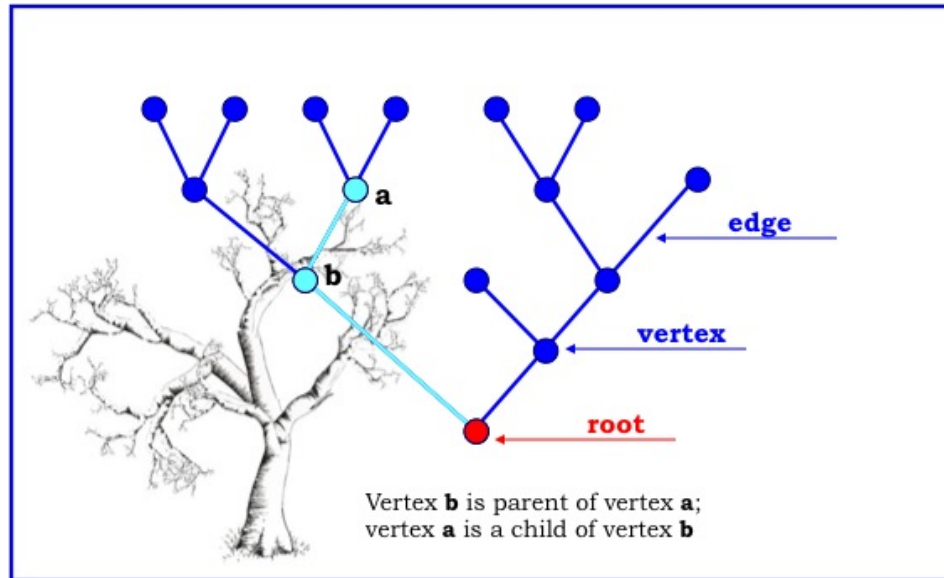 a
edge
b
vertex
root
Vertex b is parent of vertex a;
vertex a is a child of vertex b